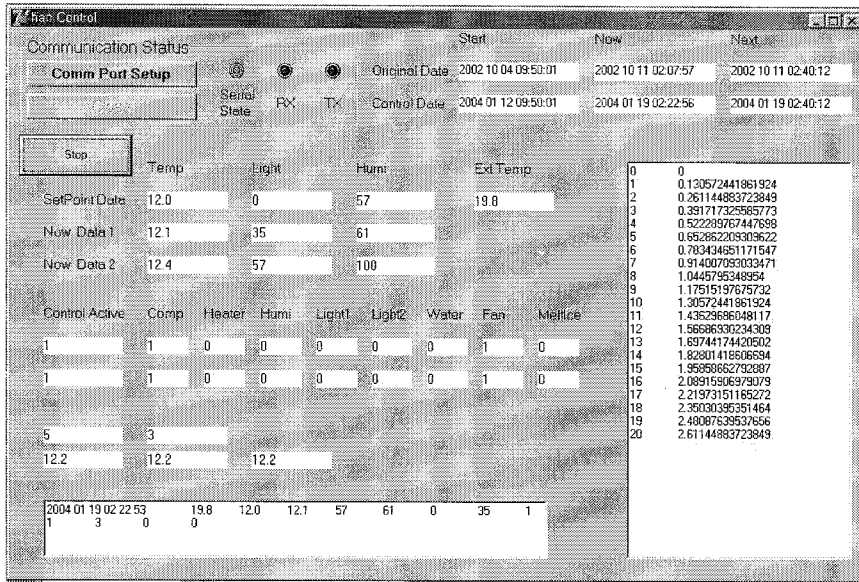 Control
Communication Status
Start Now Next
Comm Port Setup
Original Date 2002 10 04 09:50:01 2002 10 11 02:07:57 2002 10 11 02:40:12
Serial State RX TX
Control Date 2004 01 12 09:50:01 2004 01 19 02:22:56 2004 01 19 02:40:12
Stop
Temp Light Humi Ext Temp
SetPoint Data 12.0 0 57 19.8
Now Data 1 12.1 35 61
Now Data 2 12.4 57 108
Control Active Comp Heater Humi Light1 Light2 Water Fan MeltIce
1 1 0 0 0 0 0 1 0
1 1 0 0 0 0 0 1 0
5 3
12.2 12.2 12.2
2004 01 19 02 22 53 19.8 12.0 12.1 57 61 0 35 1
1 3 0 0
0 0
1 0.130572441861924
2 0.261144883723849
3 0.391717325585773
4 0.522289767447698
5 0.652862209309622
6 0.783434651171547
7 0.914007093033471
8 1.0445795348954
9 1.17515197675732
10 1.30572441861924
11 1.43629686048117
12 1.56686930234309
13 1.69744174420502
14 1.82801418606694
15 1.95858662792887
16 2.08915906979079
17 2.21973151165272
18 2.35030395351464
19 2.48087639537656
20 2.61144883723849